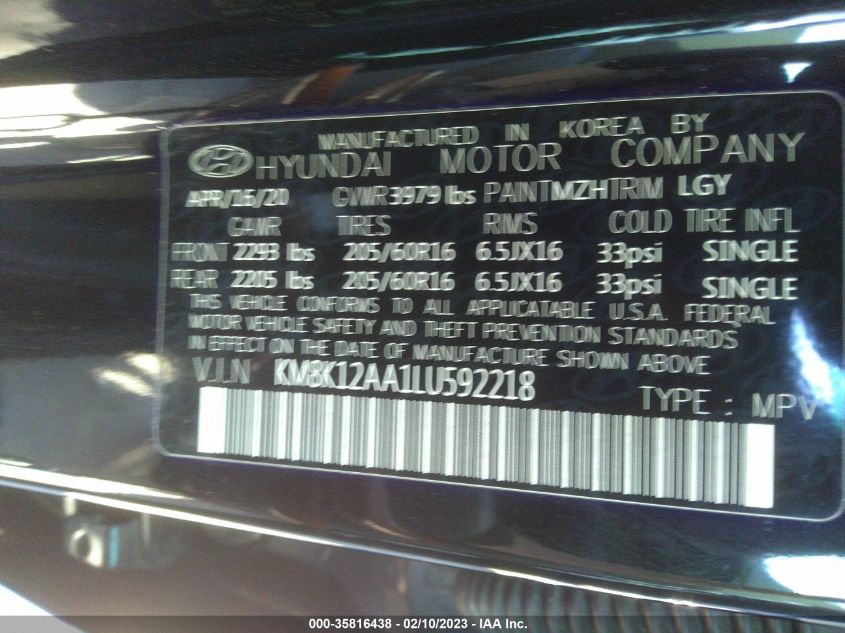 MANUFACTURED IN KOREA BY
HYUNDAI MOTOR COMPANY
APR/16/20 GVWR 3979 lbs PAINT MZH TRIM LGY
GAWR TIRES RIMS COLD TIRE INFL
FRONT 2293 lbs 205/60R16 6.5JX16 33psi SINGLE
REAR 2205 lbs 205/60R16 6.5JX16 33psi SINGLE
THIS VEHICLE CONFORMS TO ALL APPLICATABLE U.S.A. FEDERAL
MOTOR VEHICLE SAFETY AND THEFT PREVENTION STANDARDS
IN EFFECT ON THE DATE OF MANUFACTURE SHOWN ABOVE
V.I.N KM8K12AA1LU592218 TYPE : MPV
000-35816438 - 02/10/2023 - IAA Inc.